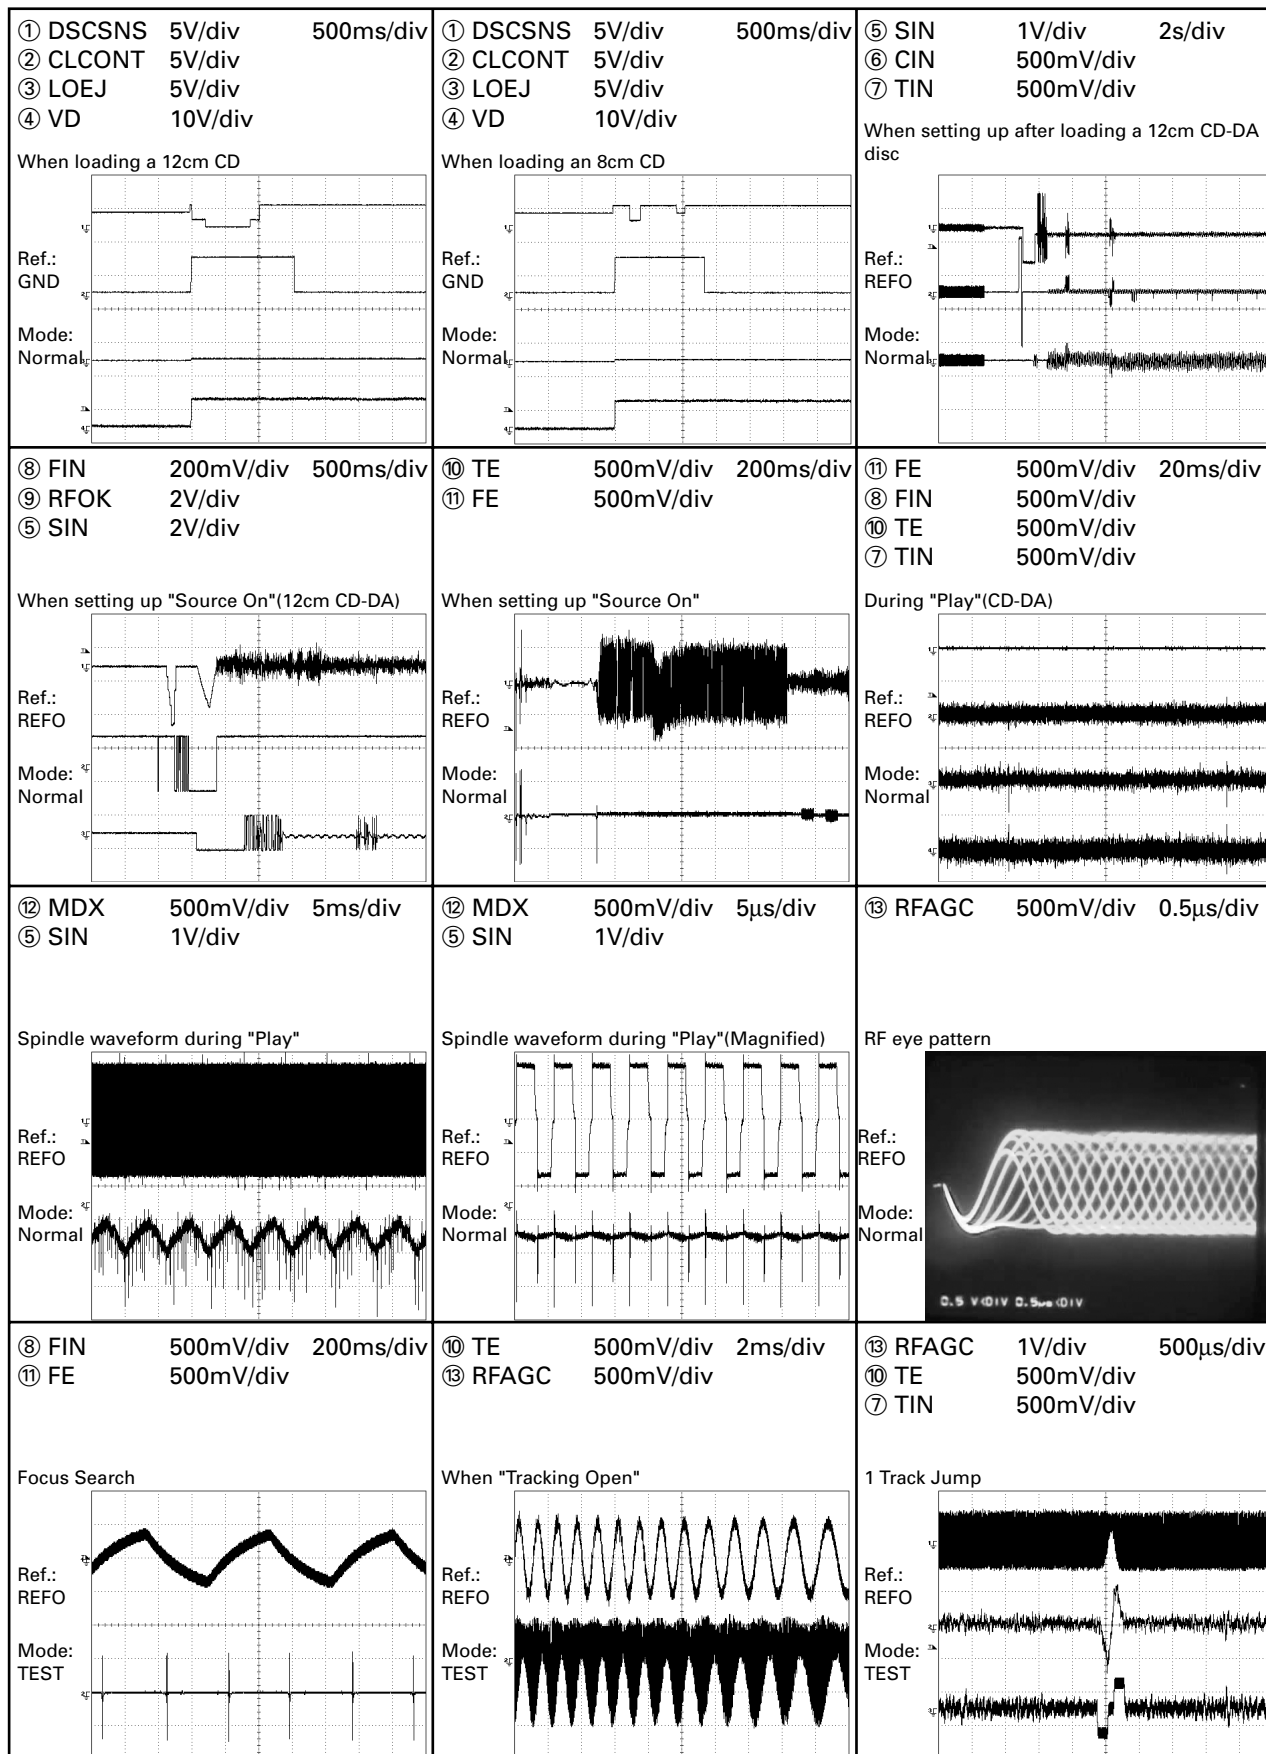 ① DSCSNS 5V/div 500ms/div
② CLCONT 5V/div
③ LOEJ 5V/div
④ VD 10V/div
When loading a 12cm CD
Ref.:
GND
Mode:
Normal
① DSCSNS 5V/div 500ms/div
② CLCONT 5V/div
③ LOEJ 5V/div
④ VD 10V/div
When loading an 8cm CD
Ref.:
GND
Mode:
Normal
⑤ SIN 1V/div 2s/div
⑥ CIN 500mV/div
⑦ TIN 500mV/div
When setting up after loading a 12cm CD-DA
disc
Ref.:
REFO
Mode:
Normal
⑧ FIN 200mV/div 500ms/div
⑨ RFOK 2V/div
⑤ SIN 2V/div
When setting up "Source On"(12cm CD-DA)
Ref.:
REFO
Mode:
Normal
⑩ TE 500mV/div 200ms/div
⑪ FE 500mV/div
When setting up "Source On"
Ref.:
REFO
Mode:
Normal
⑪ FE 500mV/div 20ms/div
⑧ FIN 500mV/div
⑩ TE 500mV/div
⑦ TIN 500mV/div
During "Play"(CD-DA)
Ref.:
REFO
Mode:
Normal
⑫ MDX 500mV/div 5ms/div
⑤ SIN 1V/div
Spindle waveform during "Play"
Ref.:
REFO
Mode:
Normal
⑫ MDX 500mV/div 5µs/div
⑤ SIN 1V/div
Spindle waveform during "Play"(Magnified)
Ref.:
REFO
Mode:
Normal
⑬ RFAGC 500mV/div 0.5µs/div
RF eye pattern
Ref.:
REFO
Mode:
Normal
0.5 V/DIV 0.5µs/DIV
⑧ FIN 500mV/div 200ms/div
⑪ FE 500mV/div
Focus Search
Ref.:
REFO
Mode:
TEST
⑩ TE 500mV/div 2ms/div
⑬ RFAGC 500mV/div
When "Tracking Open"
Ref.:
REFO
Mode:
TEST
⑬ RFAGC 1V/div 500µs/div
⑩ TE 500mV/div
⑦ TIN 500mV/div
1 Track Jump
Ref.:
REFO
Mode:
TEST